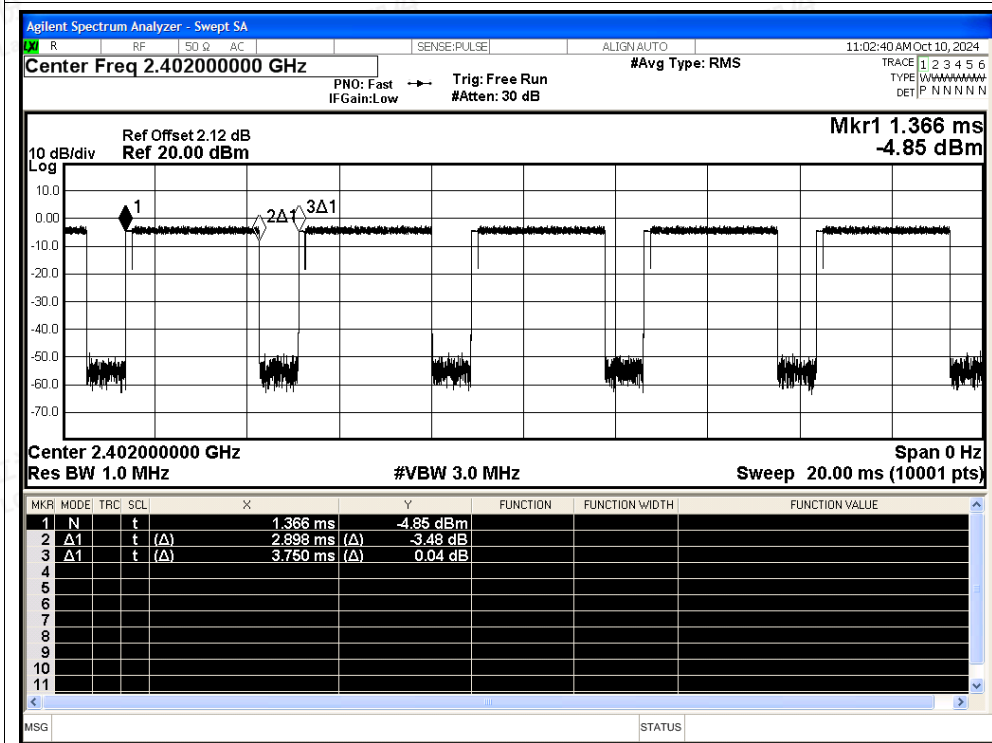 Agilent Spectrum Analyzer - Swept SA
LXI R RF 50 Ω AC SENSE:PULSE ALIGN AUTO 11:02:40 AM Oct 10, 2024
Center Freq 2.402000000 GHz #Avg Type: RMS TRACE 1 2 3 4 5 6
PNO: Fast Trig: Free Run TYPE WWWWWW
IFGain:Low #Atten: 30 dB DET P N N N N N
Mkr1 1.366 ms
Ref Offset 2.12 dB
10 dB/div Ref 20.00 dBm -4.85 dBm
Log
10.0
0.00
-10.0
-20.0
-30.0
-40.0
-50.0
-60.0
-70.0
1 2Δ1 3Δ1
Center 2.402000000 GHz Span 0 Hz
Res BW 1.0 MHz #VBW 3.0 MHz Sweep 20.00 ms (10001 pts)
MKR MODE TRC SCL X Y FUNCTION FUNCTION WIDTH FUNCTION VALUE
1 N t 1.366 ms -4.85 dBm
2 Δ1 t (Δ) 2.898 ms (Δ) -3.48 dB
3 Δ1 t (Δ) 3.750 ms (Δ) 0.04 dB
4
5
6
7
8
9
10
11
MSG STATUS